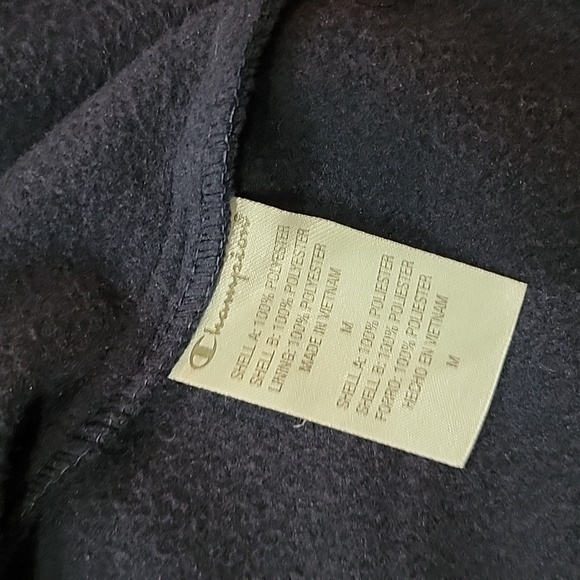 Champion®
SHELL A: 100% POLYESTER
SHELL B: 100% POLYESTER
LINING: 100% POLYESTER
MADE IN VIETNAM
M
SHELL A: 100% POLIESTER
SHELL B: 100% POLIESTER
FORRO: 100% POLIESTER
HECHO EN VIETNAM
M